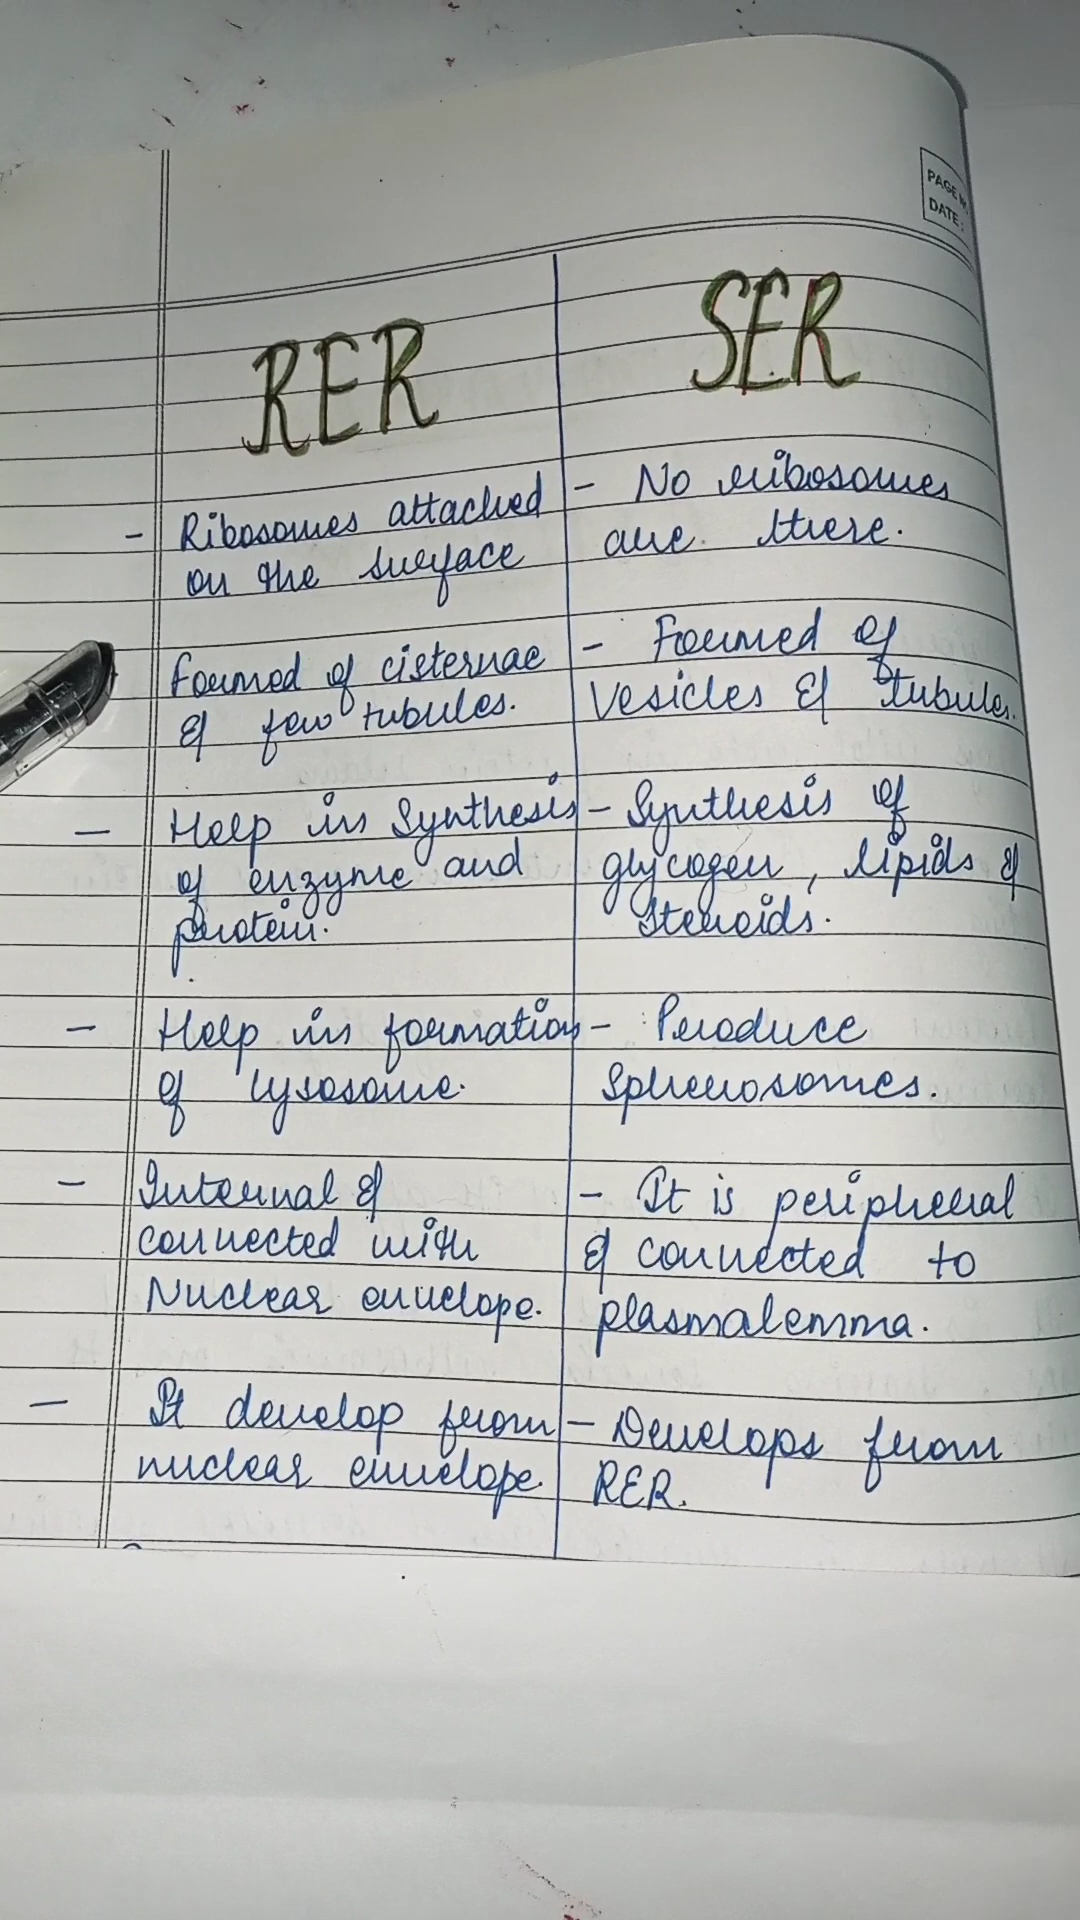 PAGE
DATE:
RER
- Ribosomes attached
on the surface
Formed of cisternae
& few tubules.
- Help in Synthesis
of enzyme and
protein.
- Help in formation
of lysosome.
- Internal &
connected with
Nuclear envelope.
- It develop from
nuclear envelope.
SER
- No ribosomes
are there.
- Formed of
Vesicles & tubules.
- Synthesis of
glycogen, lipids &
Steroids.
- Produce
Spherosomes.
- It is peripheral
& connected to
plasmalemma.
- Develops from
RER.